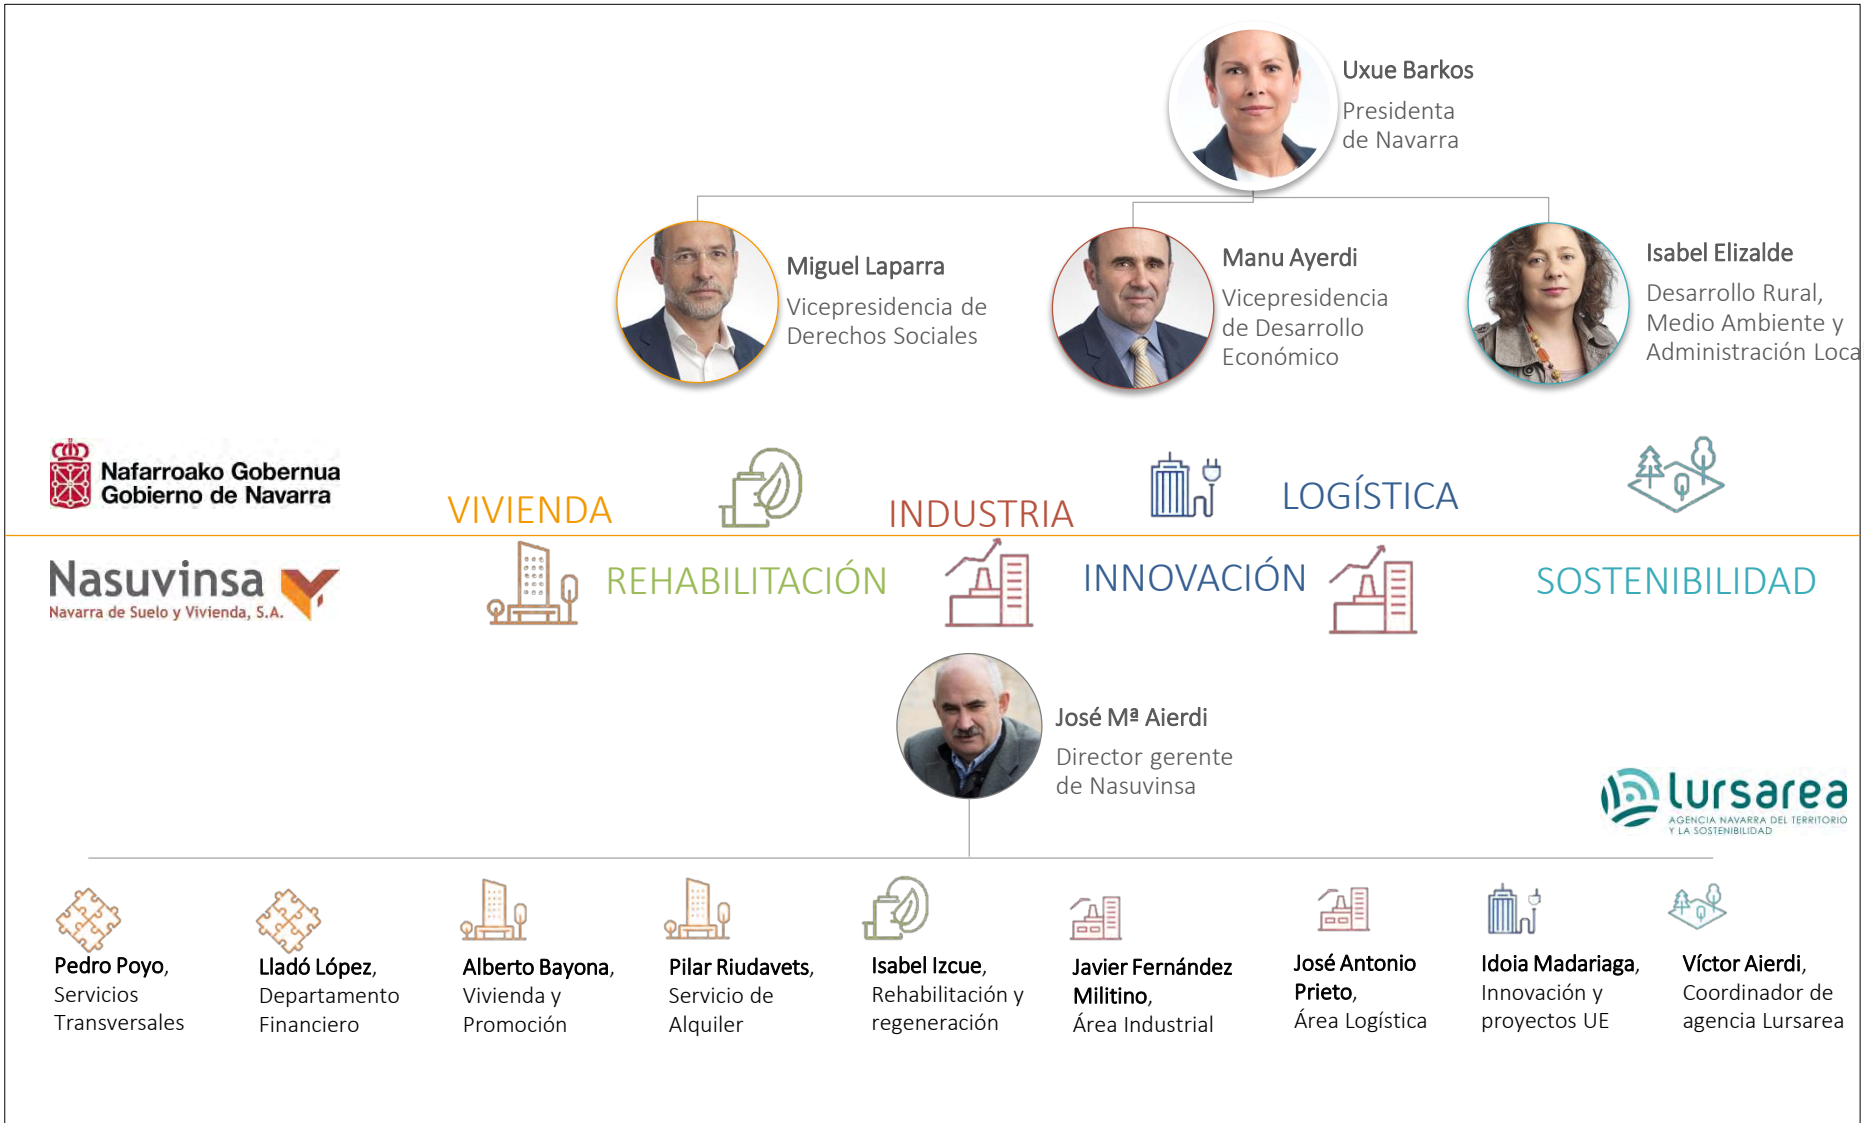 Uxue Barkos
Presidenta
de Navarra
Miguel Laparra
Vicepresidencia de
Derechos Sociales
Manu Ayerdi
Vicepresidencia
de Desarrollo
Económico
Isabel Elizalde
Desarrollo Rural,
Medio Ambiente y
Administración Loca
Nafarroako Gobernua
Gobierno de Navarra
VIVIENDA
INDUSTRIA
LOGÍSTICA
Nasuvinsa
Navarra de Suelo y Vivienda, S.A.
REHABILITACIÓN
INNOVACIÓN
SOSTENIBILIDAD
José Mª Aierdi
Director gerente
de Nasuvinsa
lursarea
AGENCIA NAVARRA DEL TERRITORIO
Y LA SOSTENIBILIDAD
Pedro Poyo,
Servicios
Transversales
Lladó López,
Departamento
Financiero
Alberto Bayona,
Vivienda y
Promoción
Pilar Riudavets,
Servicio de
Alquiler
Isabel Izcue,
Rehabilitación y
regeneración
Javier Fernández
Militino,
Área Industrial
José Antonio
Prieto,
Área Logística
Idoia Madariaga,
Innovación y
proyectos UE
Víctor Aierdi,
Coordinador de
agencia Lursarea